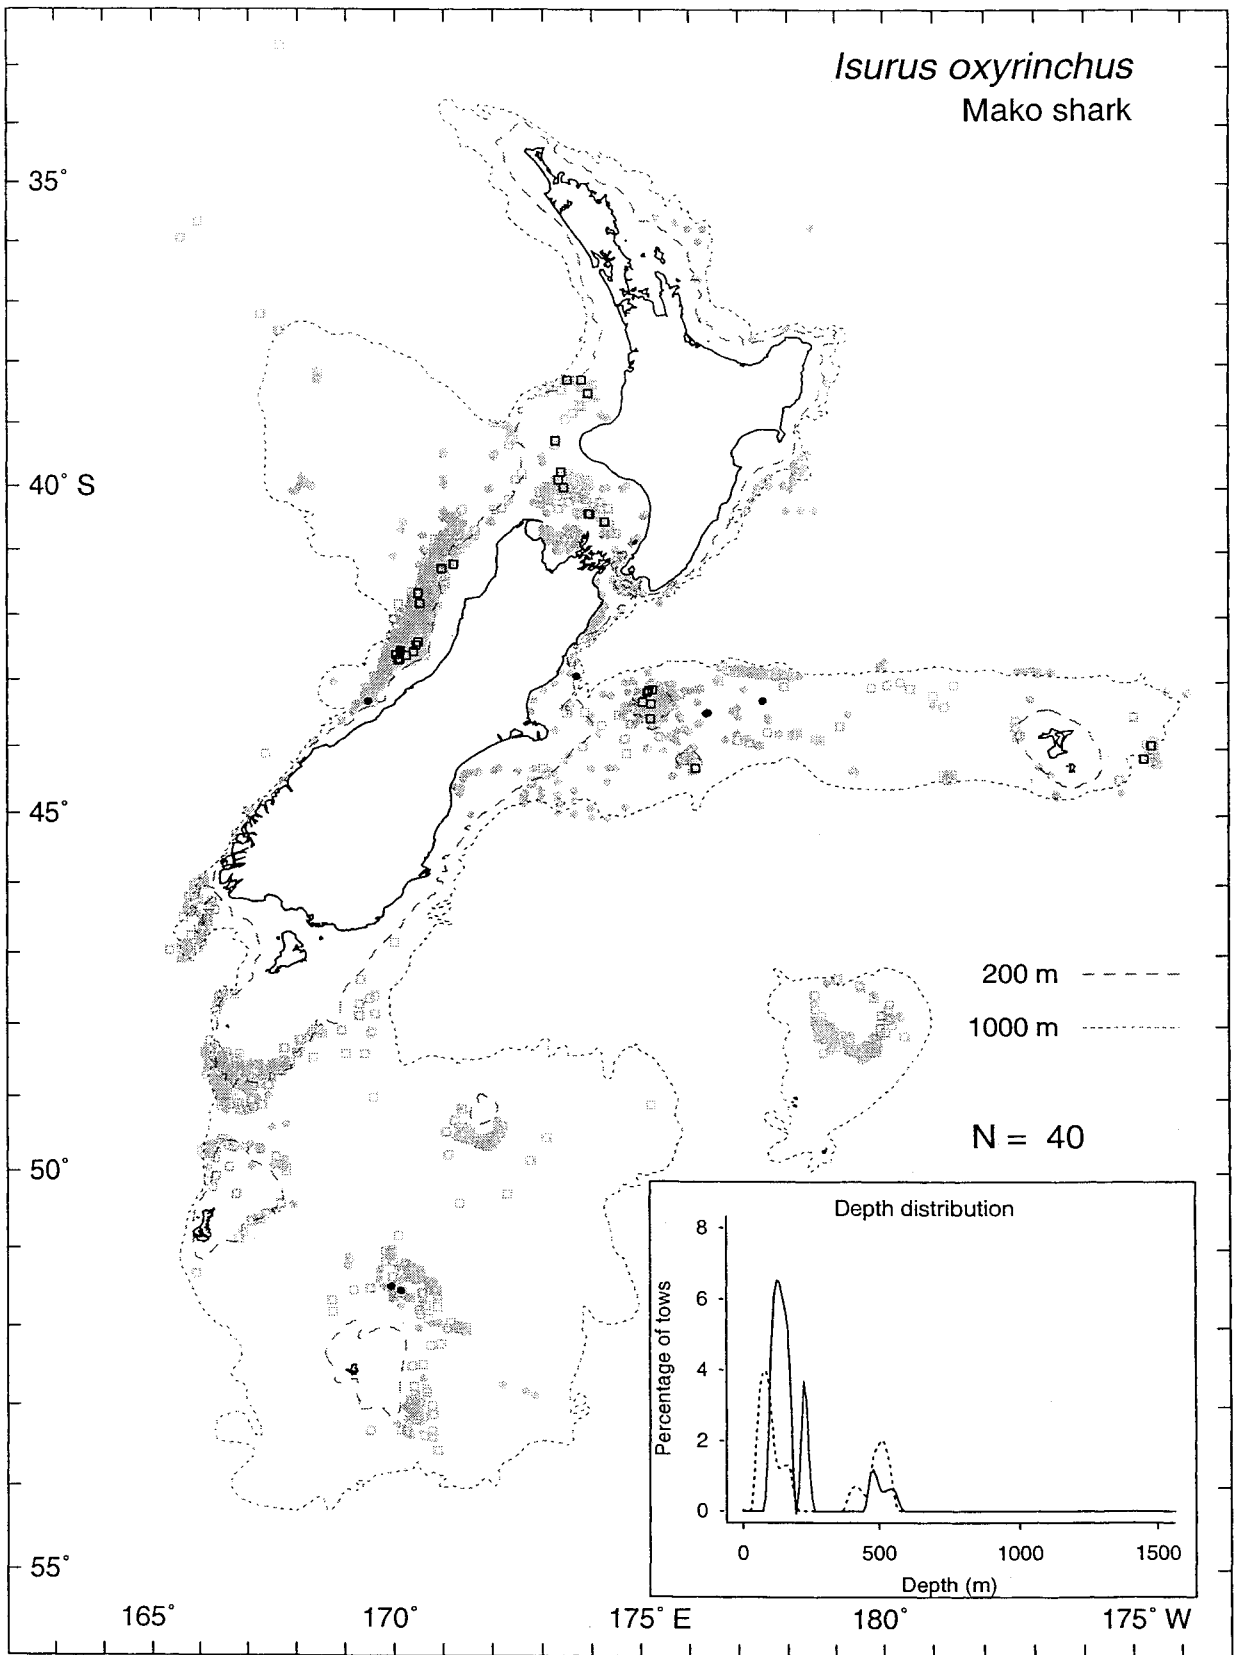 Isurus oxyrinchus
Mako shark
35°
40° S
45°
200 m
1000 m
N = 40
50°
Depth distribution
8
6
4
2
0
Percentage of tows
0 500 1000 1500
Depth (m)
55°
165° 170° 175° E 180° 175° W